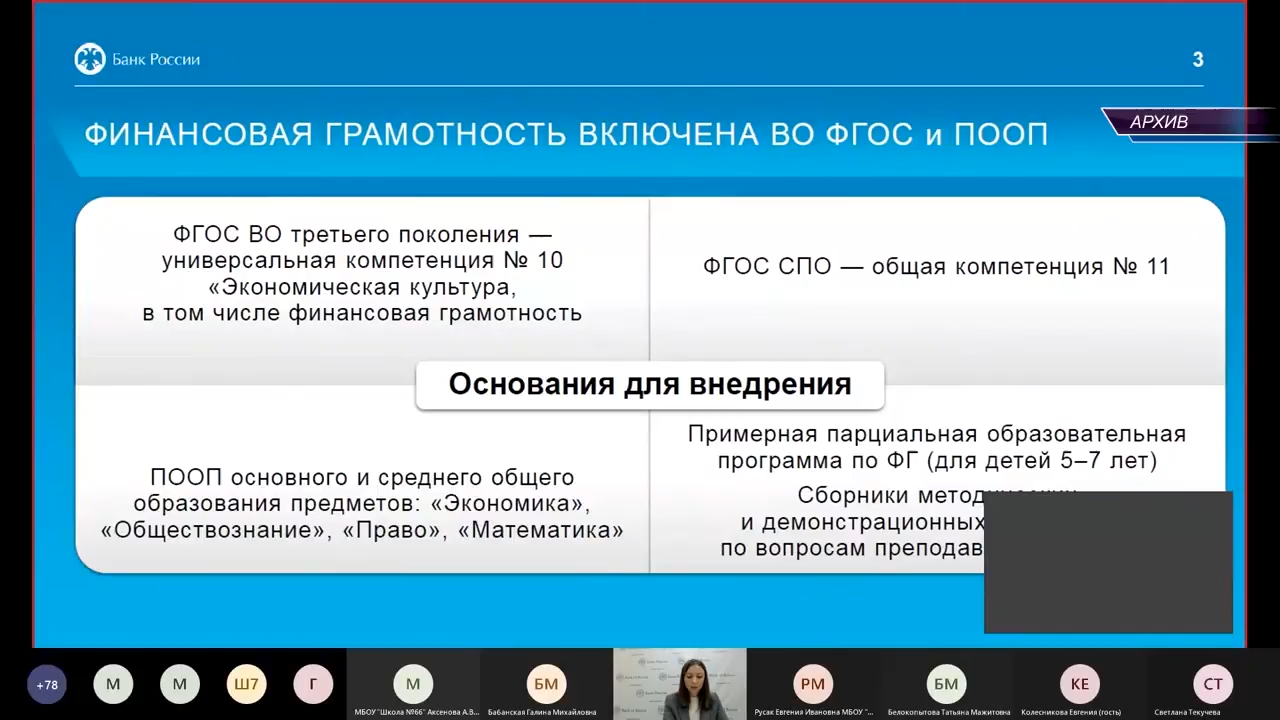 Банк России
3
АРХИВ
ФИНАНСОВАЯ ГРАМОТНОСТЬ ВКЛЮЧЕНА ВО ФГОС и ПООП
ФГОС ВО третьего поколения —
универсальная компетенция № 10
«Экономическая культура,
в том числе финансовая грамотность
ФГОС СПО — общая компетенция № 11
Основания для внедрения
ПООП основного и среднего общего
образования предметов: «Экономика»,
«Обществознание», «Право», «Математика»
Примерная парциальная образовательная
программа по ФГ (для детей 5–7 лет)
Сборники
и демонстрационных
по вопросам
+78
М
М
Ш7
Г
М
БМ
РМ
БМ
КЕ
СТ
МБОУ "Школа №66" Аксенова А.В...
Бабанская Галина Михайловна
Русак Евгения Ивановна МБОУ "...
Белокопытова Татьяна Мажитовна
Колесникова Евгения (гость)
Светлана Текучева